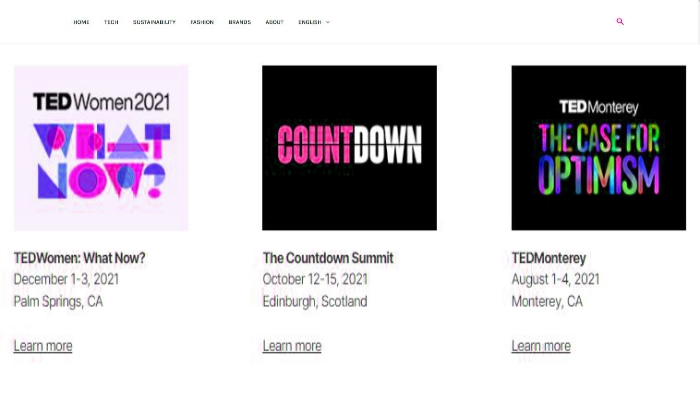 HOME TECH SUSTAINABILITY FASHION BRANDS ABOUT ENGLISH
TEDWomen2021
WHAT
NOW?
TEDWomen: What Now?
December 1-3, 2021
Palm Springs, CA
Learn more
COUNTDOWN
The Countdown Summit
October 12-15, 2021
Edinburgh, Scotland
Learn more
TEDMonterey
THE CASE FOR
OPTIMISM
TEDMonterey
August 1-4, 2021
Monterey, CA
Learn more